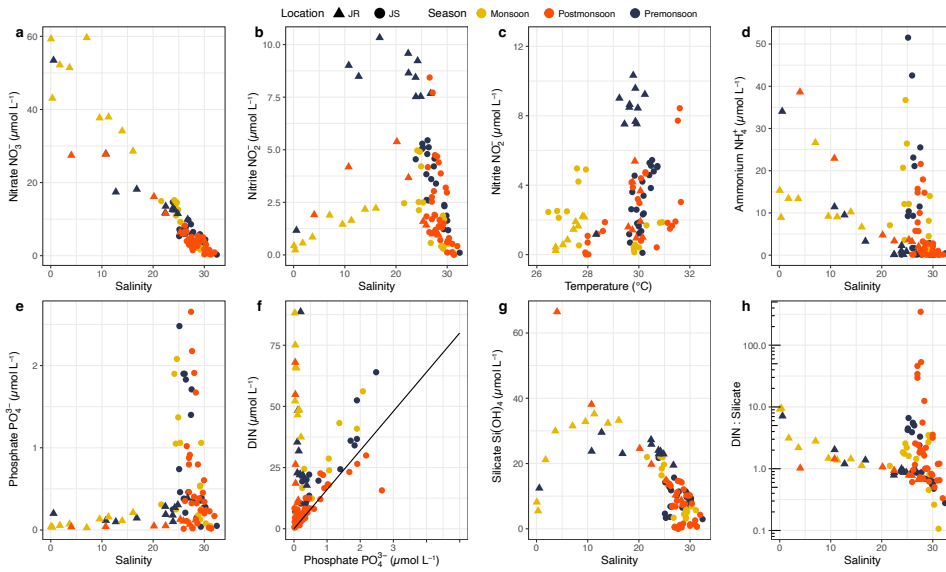 Location JR JS Season Monsoon Postmonsoon Premonsoon
a b c d
Nitrate NO₃⁻ (μmol L⁻¹)
60
40
20
0
0 10 20 30
Salinity
Nitrite NO₂⁻ (μmol L⁻¹)
10.0
7.5
5.0
2.5
0.0
0 10 20 30
Salinity
Nitrite NO₂⁻ (μmol L⁻¹)
12
8
4
0
26 28 30 32
Temperature (°C)
Ammonium NH₄⁺ (μmol L⁻¹)
50
40
30
20
10
0
0 10 20 30
Salinity
e f g h
Phosphate PO₄³⁻ (μmol L⁻¹)
2
1
0
0 10 20 30
Salinity
DIN (μmol L⁻¹)
75
50
25
0
0 1 2 3 4 5
Phosphate PO₄³⁻ (μmol L⁻¹)
Silicate Si(OH)₄ (μmol L⁻¹)
60
40
20
0
0 10 20 30
Salinity
DIN : Silicate
100.0
10.0
1.0
0.1
0 10 20 30
Salinity